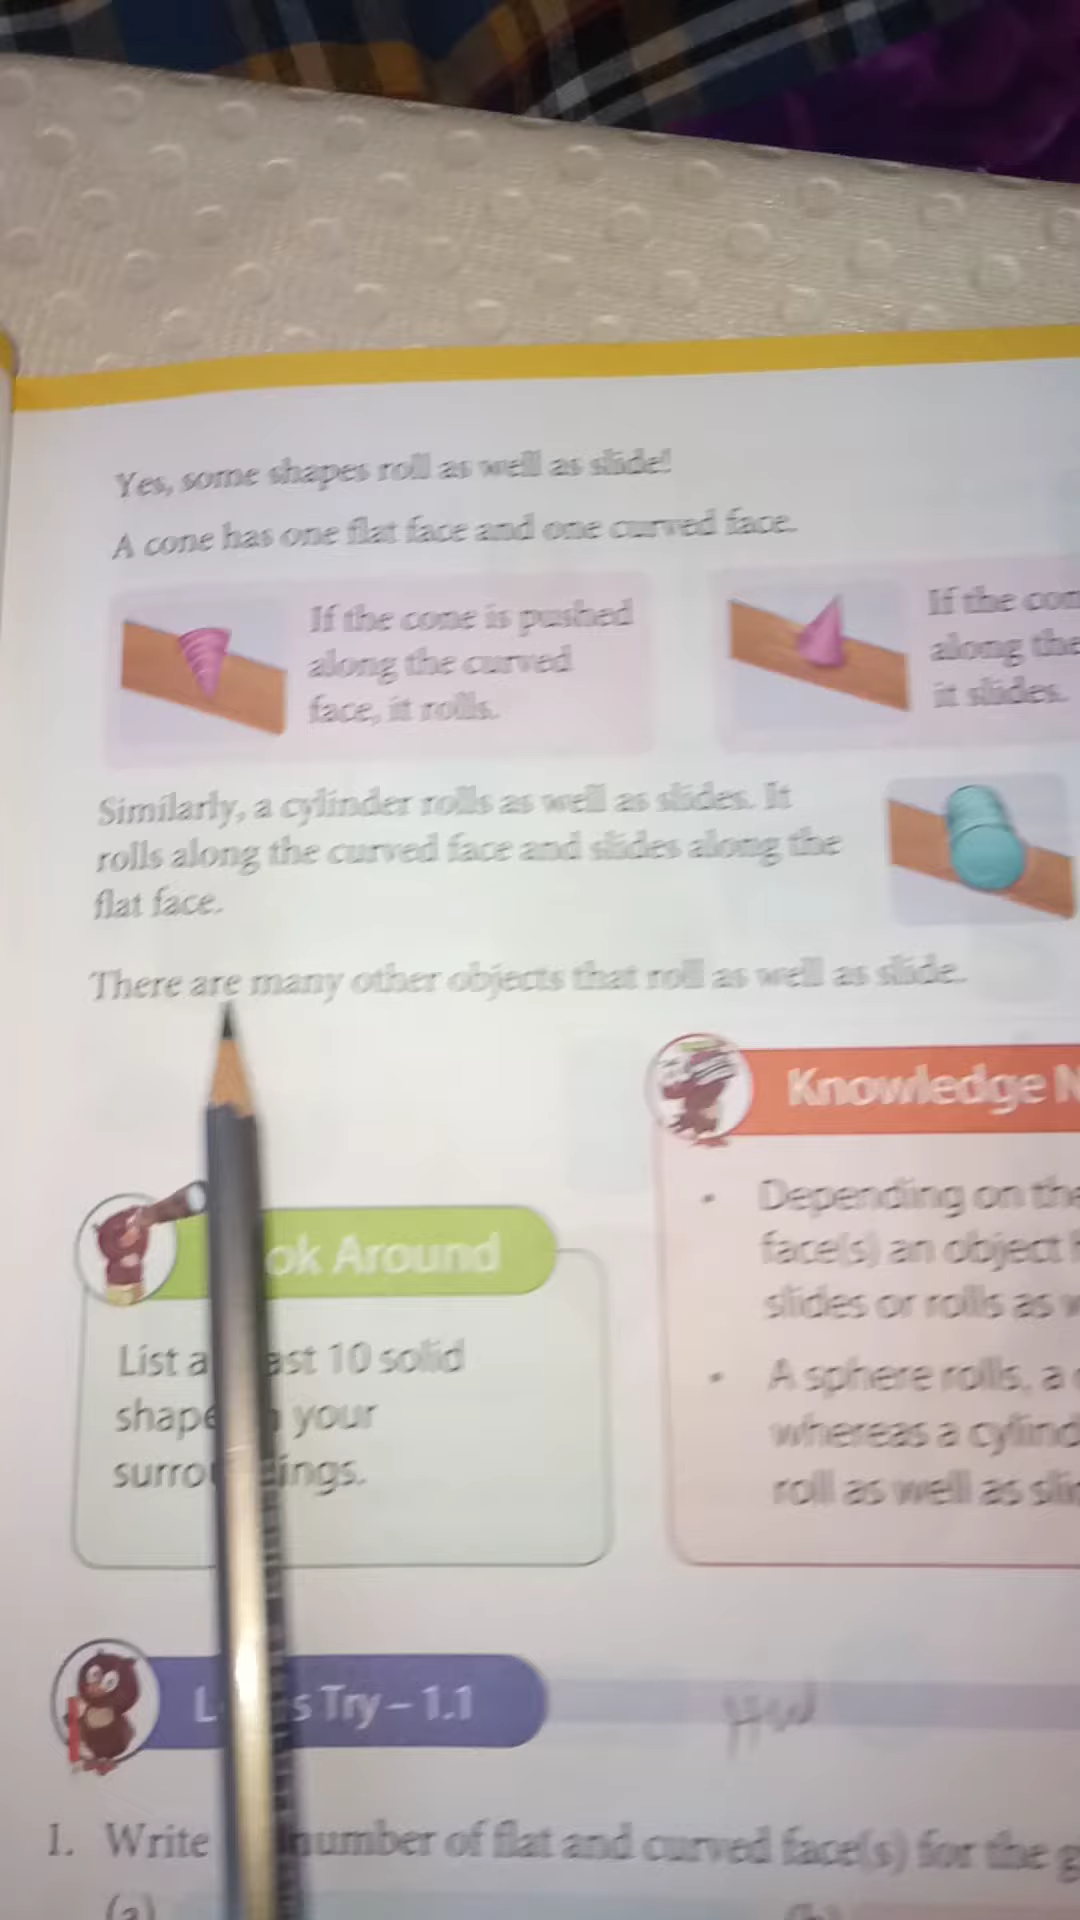 Yes, some shapes roll as well as slide!
A cone has one flat face and one curved face.
If the cone is pushed
along the curved
face, it rolls.
If the
along the
it slides.
Similarly, a cylinder rolls as well as slides. It
rolls along the curved face and slides along the
flat face.
There are many other objects that roll as well as slide.
Knowledge
Depending on the
face(s) an object
slides or rolls as
A sphere rolls, a
whereas a
roll as well as
ok Around
List a ast 10 solid
shape your
surrou ings.
L s Try – 1.1
HW
1. Write number of flat and curved face(s) for the
(a) (b)